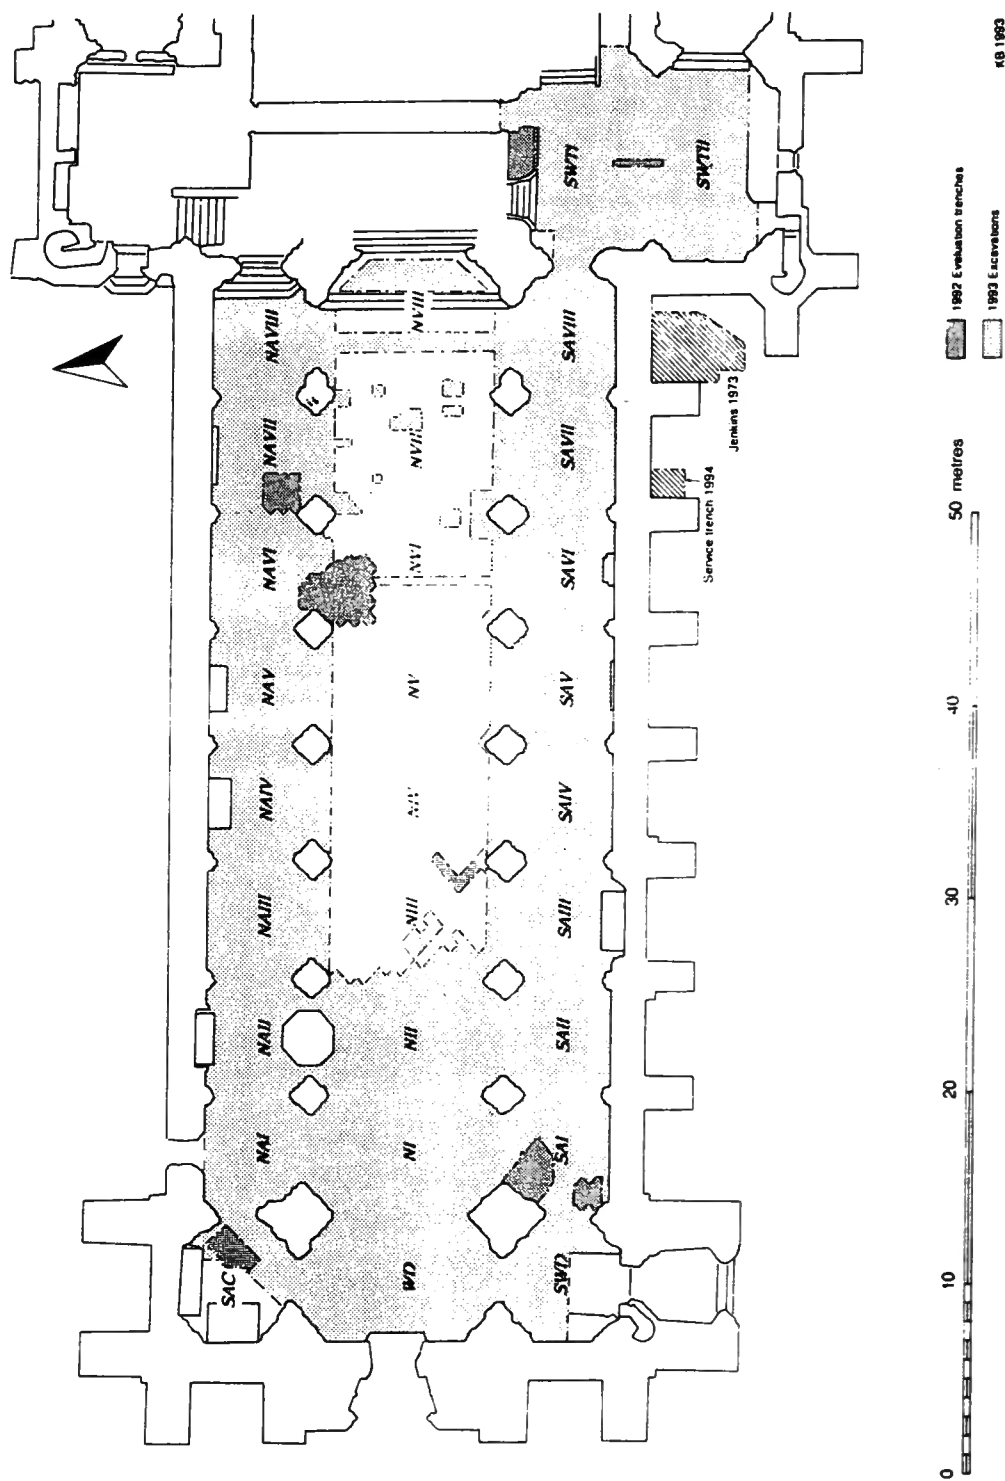 NAVIII
NAVII
NAVI
NAV
NAIV
NAIII
NAII
NAI
SAC
NVIII
NVII
NVI
NV
NIV
NIII
NII
NI
WD
SAVIII
SAVII
SAVI
SAV
SAIV
SAIII
SAII
SAI
SWD
SWTI
SWTII
Jenkins 1973
Service trench 1994
0 10 20 30 40 50 metres
1992 Evaluation trenches
1993 Excavations
KB 1993